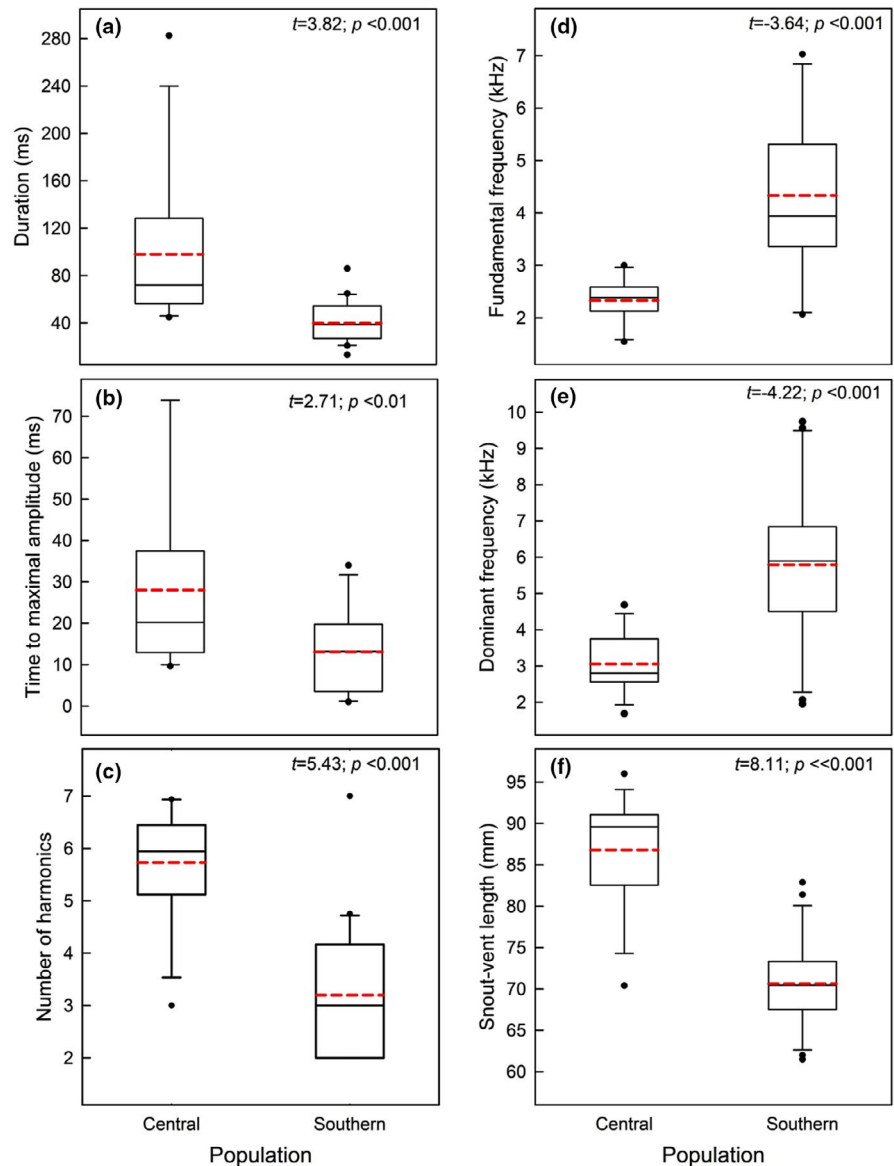 (a)
t=3.82; p <0.001
Duration (ms)
280
240
200
160
120
80
40
(b)
t=2.71; p <0.01
Time to maximal amplitude (ms)
70
60
50
40
30
20
10
0
(c)
t=5.43; p <0.001
Number of harmonics
7
6
5
4
3
2
Central Southern
Population
(d)
t=-3.64; p <0.001
Fundamental frequency (kHz)
7
6
5
4
3
2
(e)
t=-4.22; p <0.001
Dominant frequency (kHz)
10
9
8
7
6
5
4
3
2
(f)
t=8.11; p <<0.001
Snout-vent length (mm)
95
90
85
80
75
70
65
60
Central Southern
Population